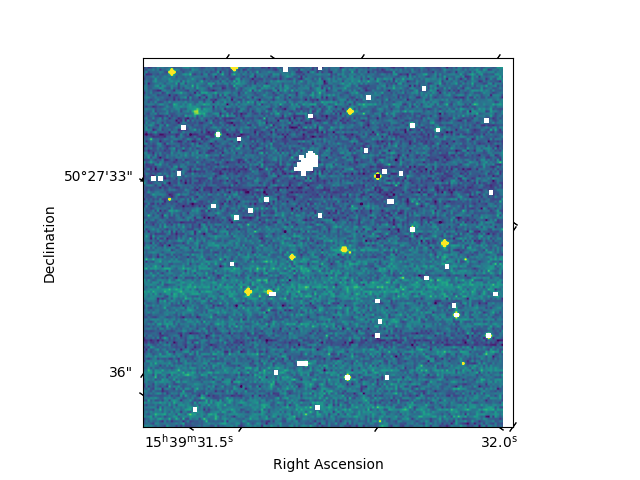 50°27'33"
Declination
36"
15ʰ39ᵐ31.5ˢ
32.0ˢ
Right Ascension